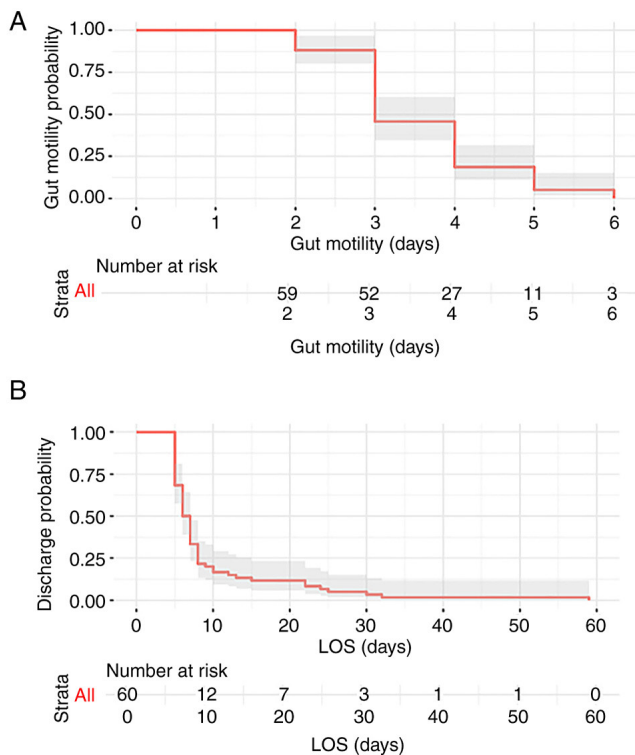 A
Gut motility probability
1.00
0.75
0.50
0.25
0.00
0 1 2 3 4 5 6
Gut motility (days)
Number at risk
Strata
All 59 52 27 11 3
2 3 4 5 6
Gut motility (days)
B
Discharge probability
1.00
0.75
0.50
0.25
0.00
0 10 20 30 40 50 60
LOS (days)
Number at risk
Strata
All 60 12 7 3 1 1 0
0 10 20 30 40 50 60
LOS (days)